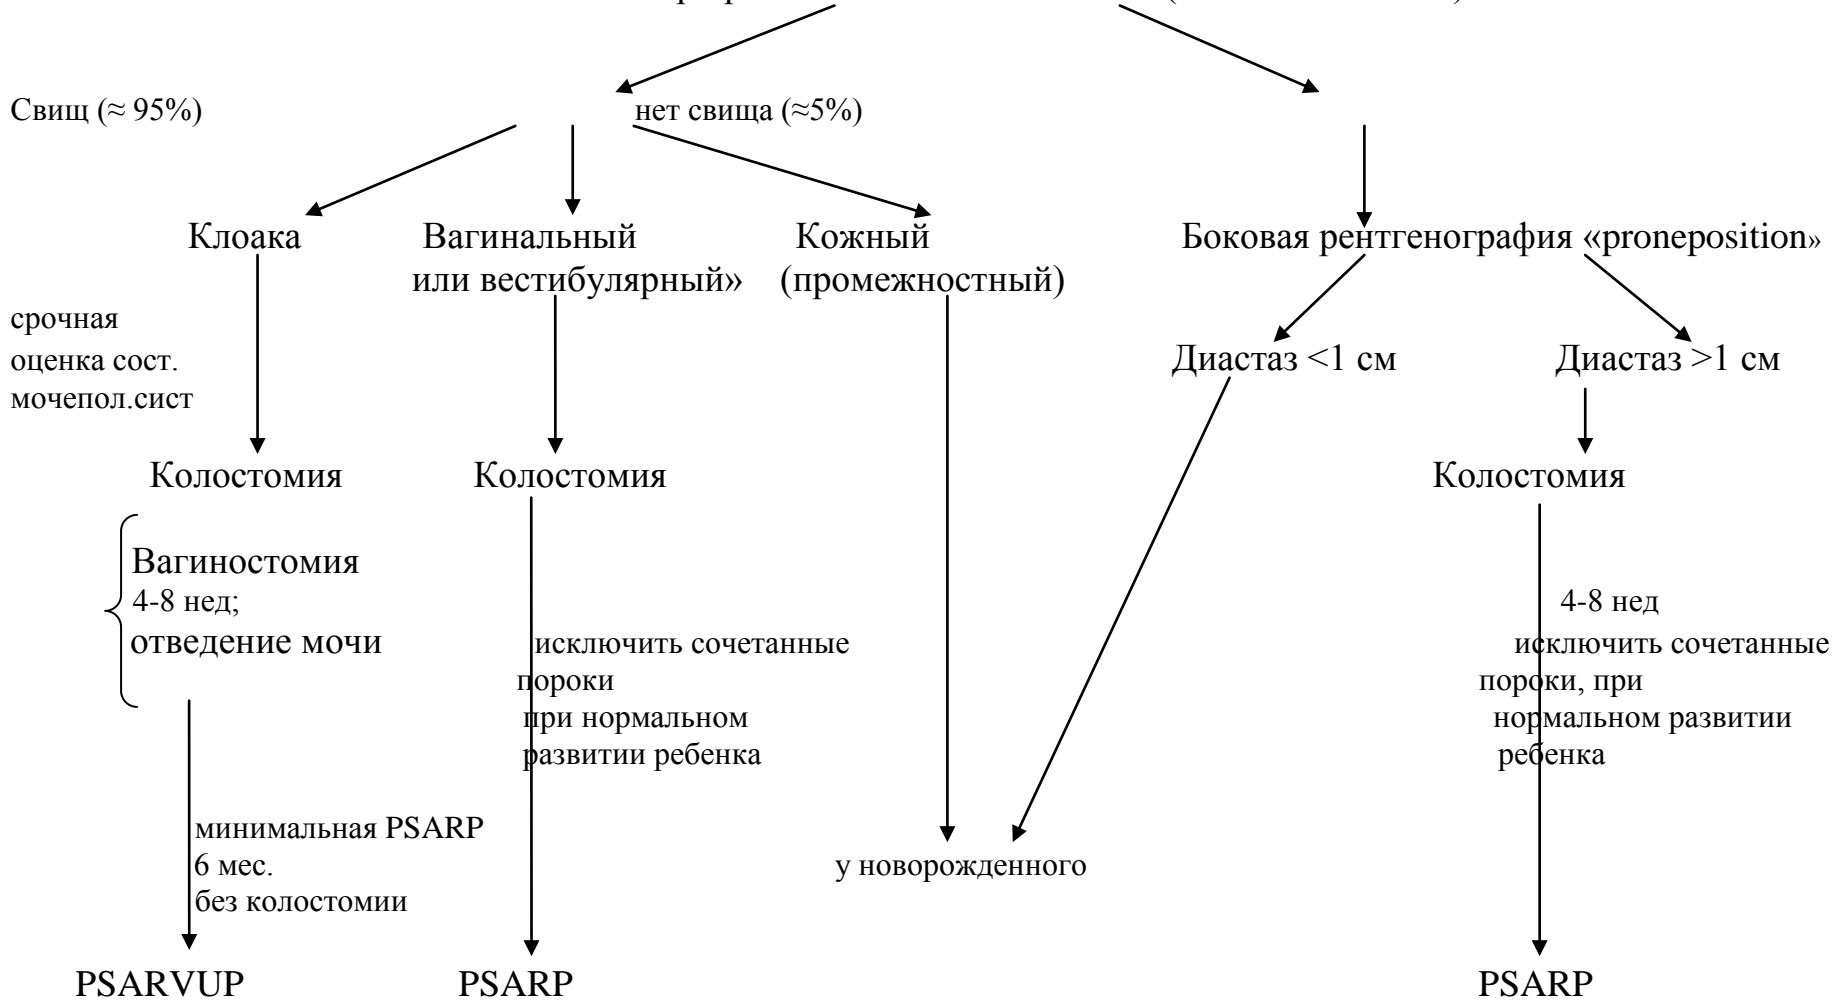 Свищ (≈ 95%)
нет свища (≈5%)
Клоака
Вагинальный
или вестибулярный»
Кожный
(промежностный)
Боковая рентгенография «proneposition»
срочная
оценка сост.
мочепол.сист
Диастаз <1 см
Диастаз >1 см
Колостомия
Колостомия
Колостомия
Вагиностомия
4-8 нед;
отведение мочи
исключить сочетанные
пороки
при нормальном
развитии ребенка
4-8 нед
исключить сочетанные
пороки, при
нормальном развитии
ребенка
минимальная PSARP
6 мес.
без колостомии
у новорожденного
PSARVUP
PSARP
PSARP